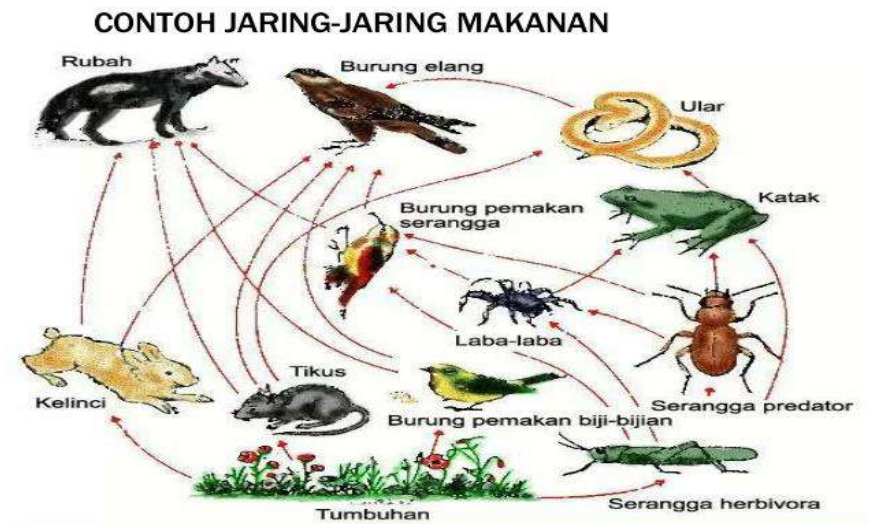 CONTOH JARING-JARING MAKANAN
Rubah
Burung elang
Ular
Katak
Burung pemakan
serangga
Laba-laba
Tikus
Kelinci
Serangga predator
Burung pemakan biji-bijian
Serangga herbivora
Tumbuhan